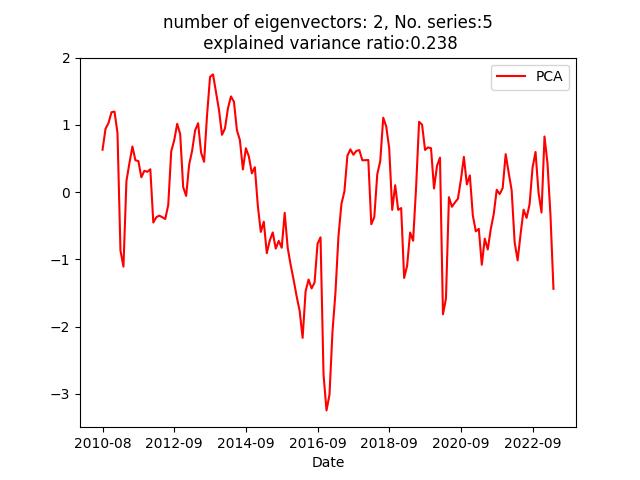 number of eigenvectors: 2, No. series:5
explained variance ratio:0.238
PCA
2
1
0
−1
−2
−3
2010-08 2012-09 2014-09 2016-09 2018-09 2020-09 2022-09
Date